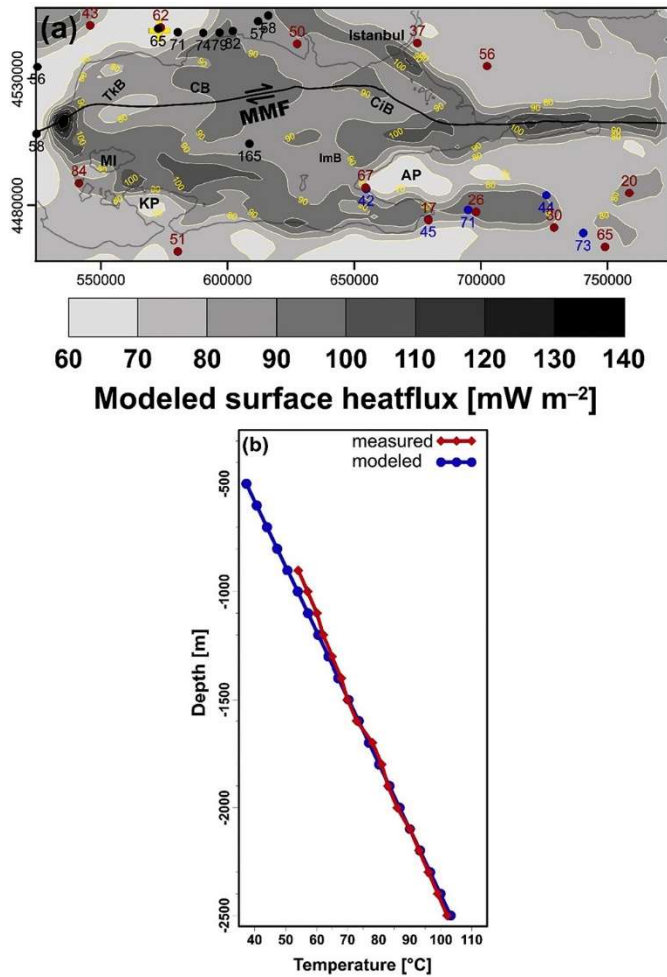 (a)
43
62
65
71
74
79
82
57
58
50
Istanbul
37
56
56
4530000
TkB
CB
MMF
CiB
58
165
ImB
MI
84
67
42
AP
KP
51
17
45
71
26
44
50
20
73
65
4480000
550000 600000 650000 700000 750000
60 70 80 90 100 110 120 130 140
Modeled surface heatflux [mW m⁻²]
(b)
measured
modeled
-500
-1000
-1500
-2000
-2500
Depth [m]
40 50 60 70 80 90 100 110
Temperature [°C]